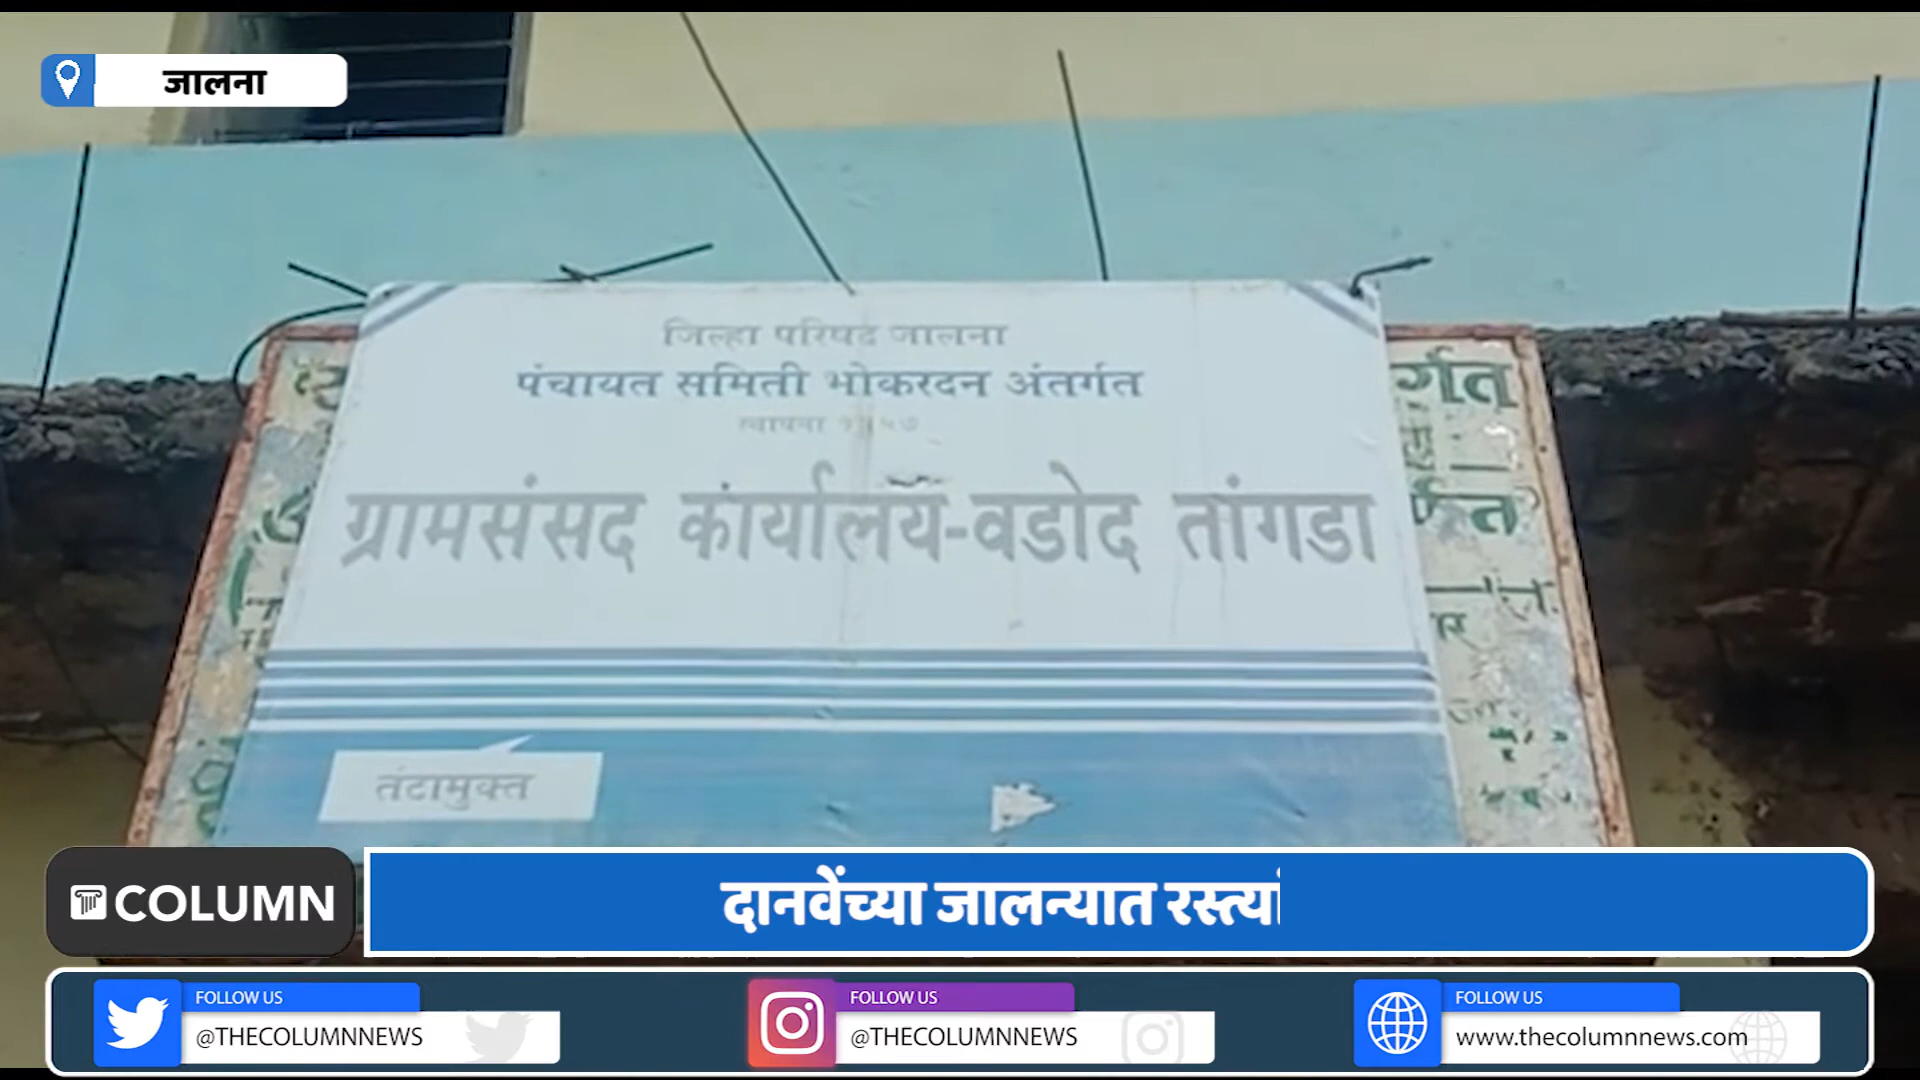 जालना
जिल्हा परिषद जालना
पंचायत समिती भोकरदन अंतर्गत
ग्रामसंसद कार्यालय-वडोद तांगडा
र्गत
तंटामुक्त
COLUMN
दानवेंच्या जालन्यात रस्त्यां
FOLLOW US
@THECOLUMNNEWS
FOLLOW US
@THECOLUMNNEWS
FOLLOW US
www.thecolumnnews.com